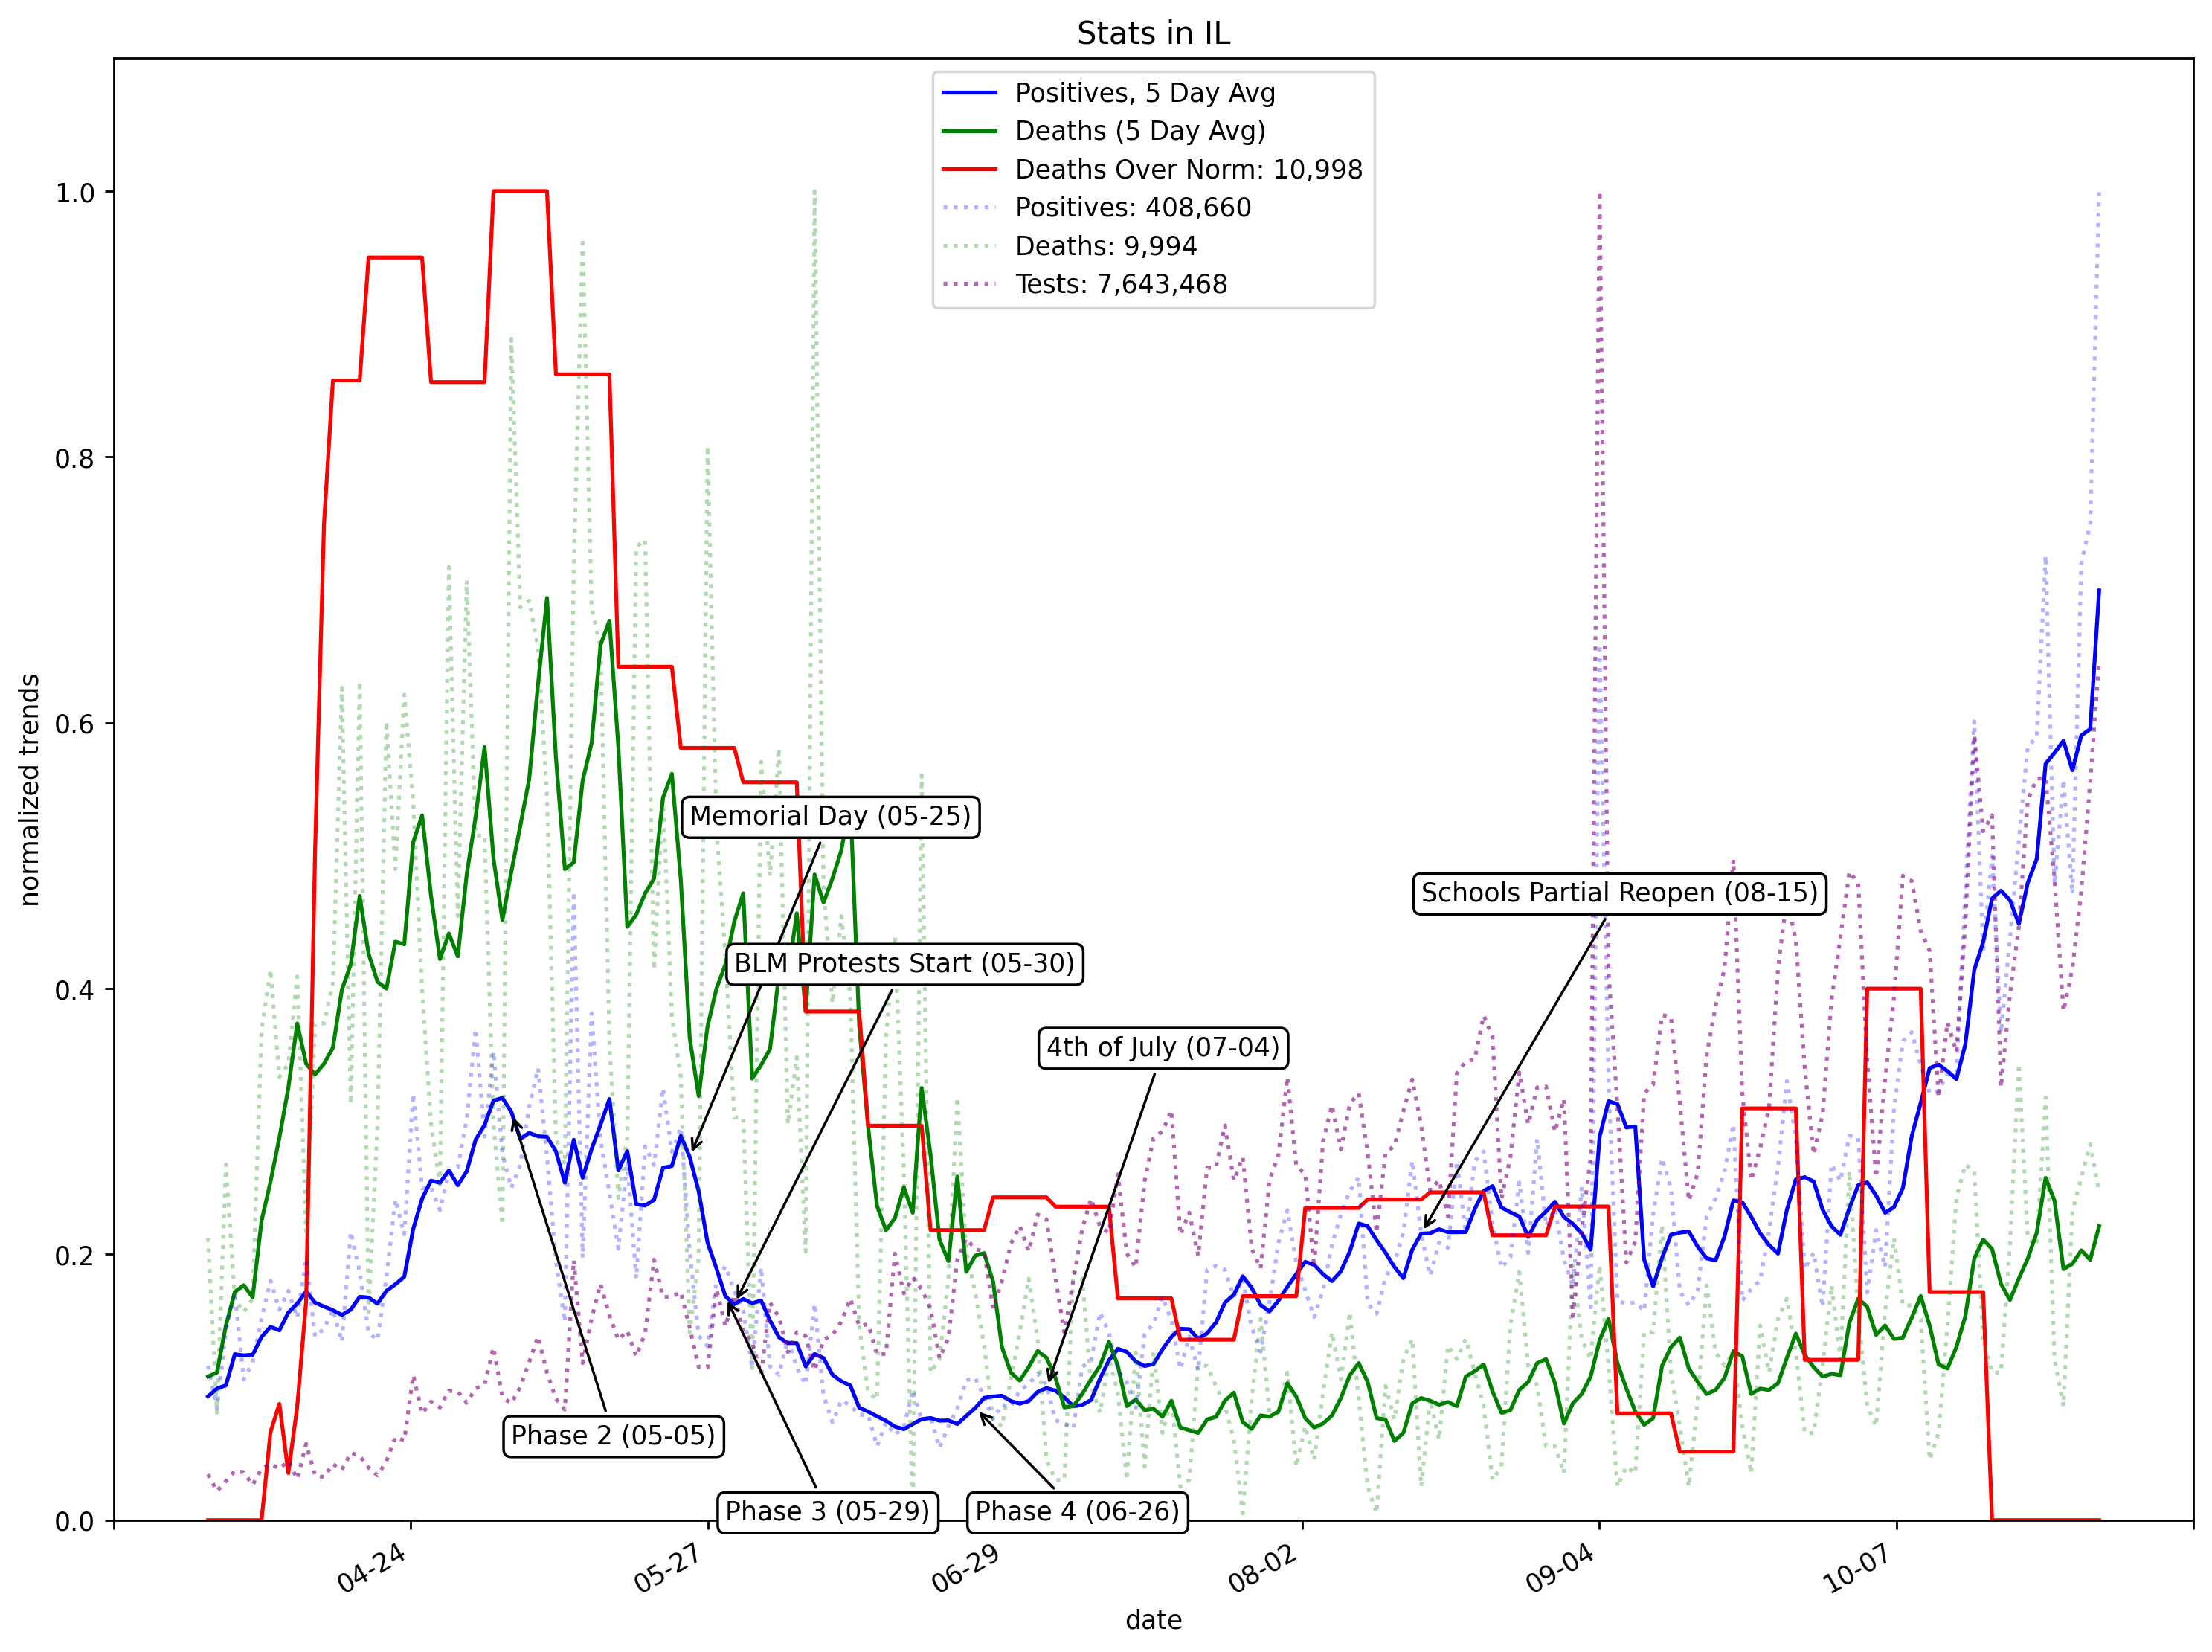 Stats in IL
Positives, 5 Day Avg
Deaths (5 Day Avg)
Deaths Over Norm: 10,998
Positives: 408,660
Deaths: 9,994
Tests: 7,643,468
normalized trends
1.0
0.8
0.6
0.4
0.2
0.0
Memorial Day (05-25)
Schools Partial Reopen (08-15)
BLM Protests Start (05-30)
4th of July (07-04)
Phase 2 (05-05)
Phase 3 (05-29)
Phase 4 (06-26)
04-24
05-27
06-29
08-02
09-04
10-07
date